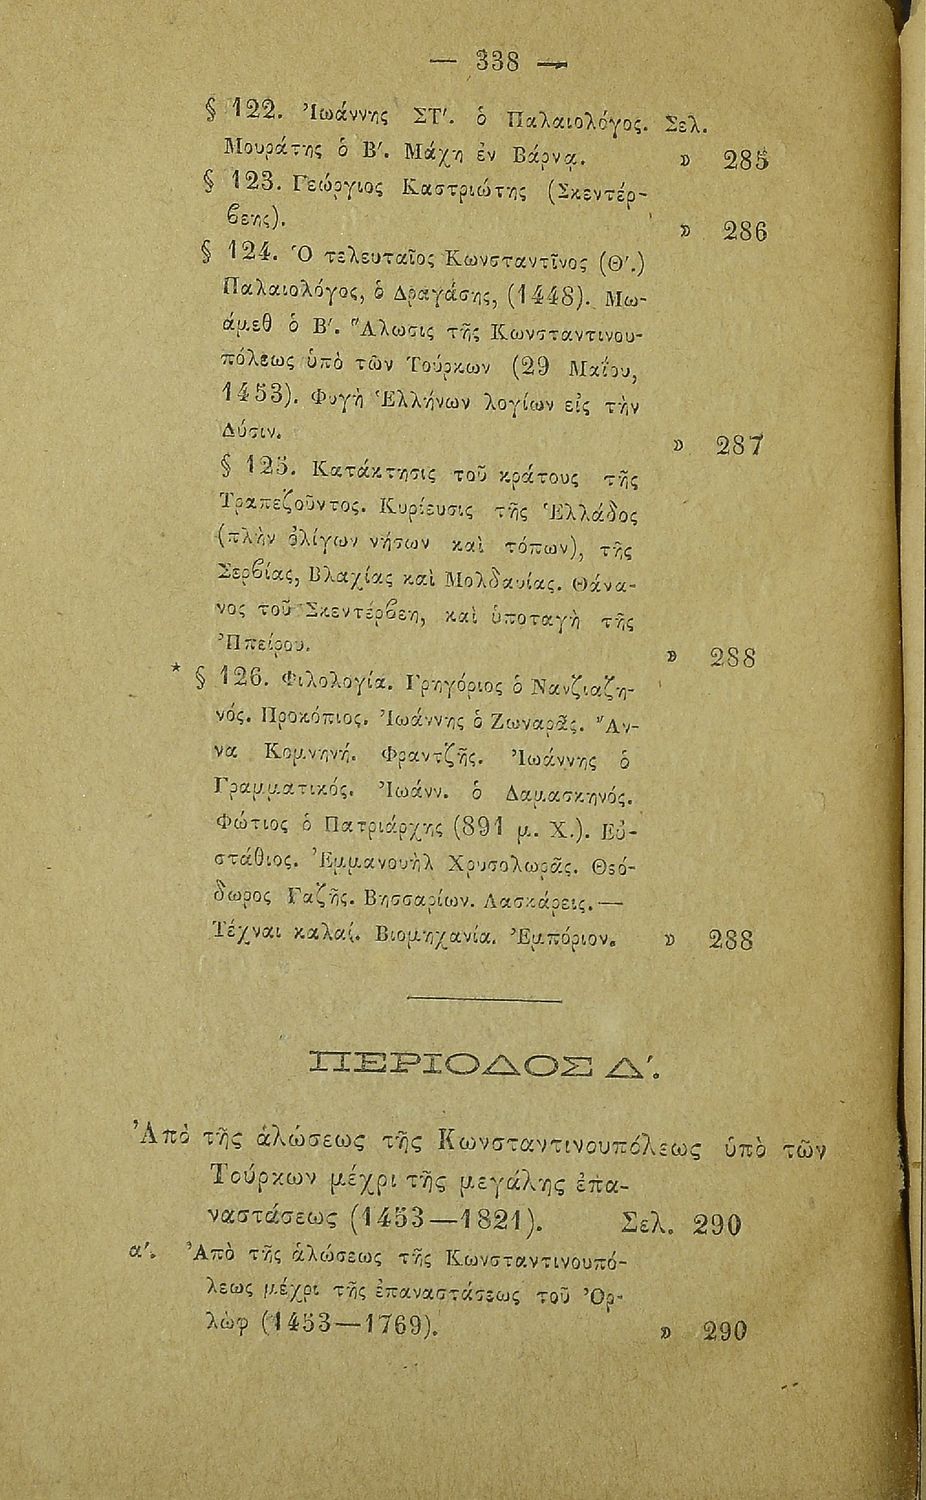 — 338 —
§ 122. Ἰωάννης ΣΤ΄. ὁ Παλαιολόγος. Σελ.
Μουράτης ὁ Β΄. Μάχη ἐν Βάρνᾳ. » 285
§ 123. Γεώργιος Καστριώτης (Σκεντέρ-
ϐεης). » 286
§ 124. Ὁ τελευταῖος Κωνσταντῖνος (Θ΄.)
Παλαιολόγος, ὁ Δραγάσης, (1448). Μω-
άμεθ ὁ Β΄. Ἅλωσις τῆς Κωνσταντινου-
πόλεως ὑπὸ τῶν Τούρκων (29 Μαΐου,
1453). Φυγὴ Ἑλλήνων λογίων εἰς τὴν
Δύσιν. » 287
§ 125. Κατάκτησις τοῦ κράτους τῆς
Τραπεζοῦντος. Κυρίευσις τῆς Ἑλλάδος
(πλὴν ὀλίγων νήσων καὶ τόπων), τῆς
Σερϐίας, Βλαχίας καὶ Μολδαυίας. Θάνα-
νος τοῦ Σκεντέρϐεη, καὶ ὑποταγὴ τῆς
Ἠπείρου. » 288
* § 126. Φιλολογία. Γρηγόριος ὁ Νανζιαζη-
νός. Προκόπιος. Ἰωάννης ὁ Ζωναρᾶς. Ἄν-
να Κομνηνή. Φραντζῆς. Ἰωάννης ὁ
Γραμματικός. Ἰωάνν. ὁ Δαμασκηνός.
Φώτιος ὁ Πατριάρχης (891 μ. Χ.). Εὐ-
στάθιος. Ἐμμανουὴλ Χρυσολωρᾶς. Θεό-
δωρος Γαζῆς. Βησσαρίων. Λασκάρεις.—
Τέχναι καλαί. Βιομηχανία. Ἐμπόριον. » 288
ΠΕΡΙΟΔΟΣ Δ΄.
Ἀπὸ τῆς ἁλώσεως τῆς Κωνσταντινουπόλεως ὑπὸ τῶν
Τούρκων μέχρι τῆς μεγάλης ἐπα-
ναστάσεως (1453—1821). Σελ. 290
α΄. Ἀπὸ τῆς ἁλώσεως τῆς Κωνσταντινουπό-
λεως μέχρι τῆς ἐπαναστάσεως τοῦ Ὀρ-
λὼφ (1453—1769). » 290